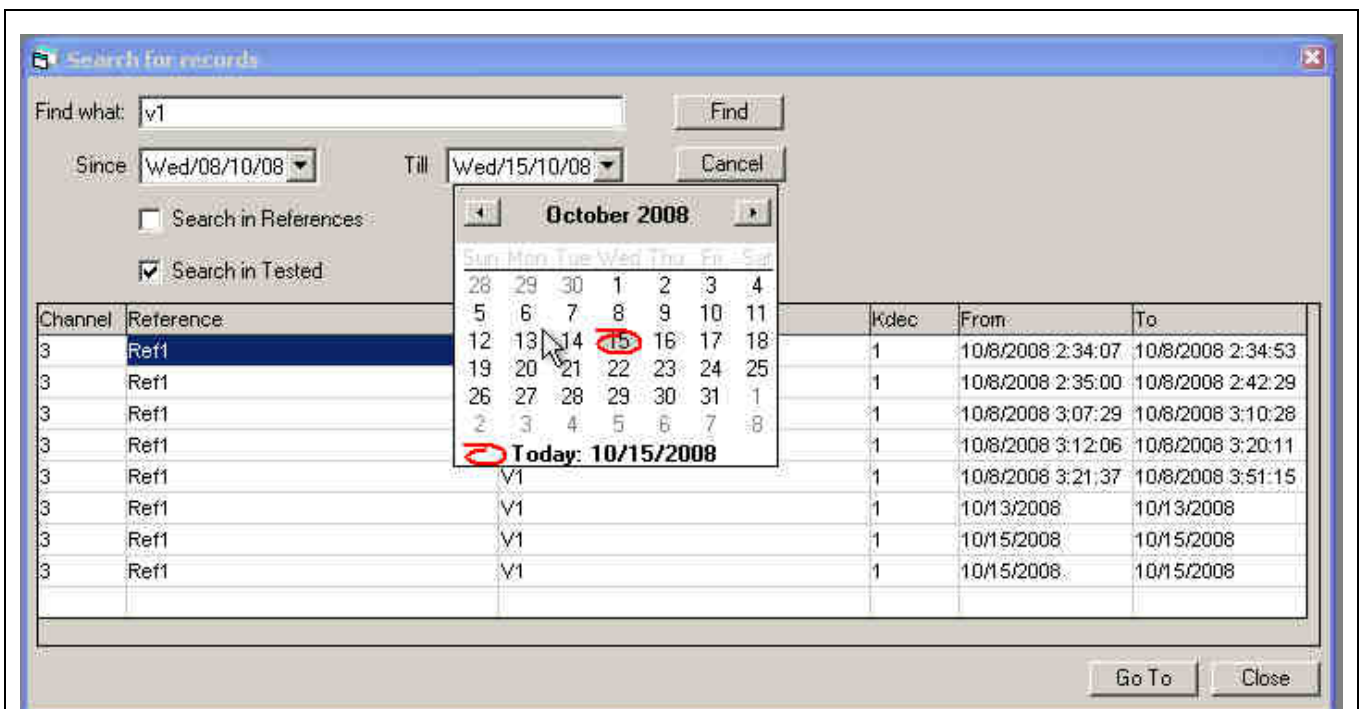 Search for records
Find what: v1 Find
Since Wed/08/10/08 Till Wed/15/10/08 Cancel
Search in References
Search in Tested
October 2008
Sun Mon Tue Wed Thu Fri Sat
28 29 30 1 2 3 4
5 6 7 8 9 10 11
12 13 14 15 16 17 18
19 20 21 22 23 24 25
26 27 28 29 30 31 1
2 3 4 5 6 7 8
Today: 10/15/2008
Channel Reference Kdec From To
3 Ref1 1 10/8/2008 2:34:07 10/8/2008 2:34:53
3 Ref1 1 10/8/2008 2:35:00 10/8/2008 2:42:29
3 Ref1 1 10/8/2008 3:07:29 10/8/2008 3:10:28
3 Ref1 1 10/8/2008 3:12:06 10/8/2008 3:20:11
3 Ref1 V1 1 10/8/2008 3:21:37 10/8/2008 3:51:15
3 Ref1 V1 1 10/13/2008 10/13/2008
3 Ref1 V1 1 10/15/2008 10/15/2008
3 Ref1 V1 1 10/15/2008 10/15/2008
Go To Close